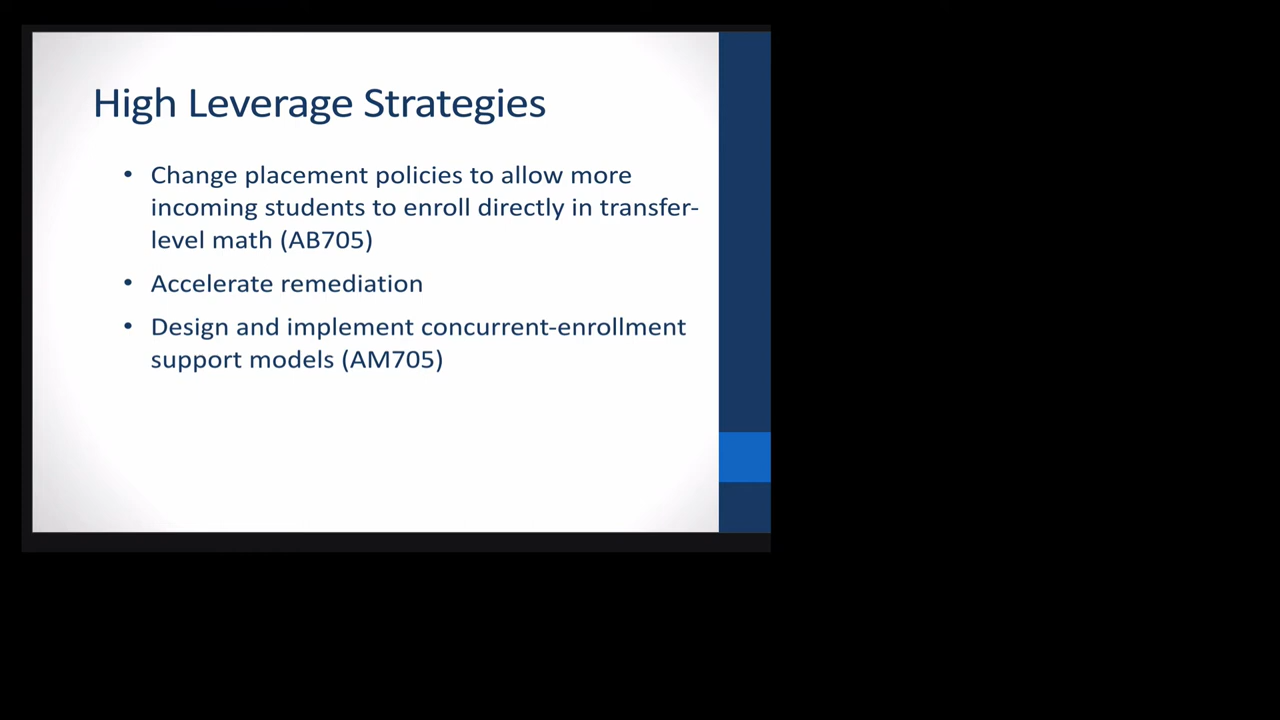 High Leverage Strategies
• Change placement policies to allow more
incoming students to enroll directly in transfer-
level math (AB705)
• Accelerate remediation
• Design and implement concurrent-enrollment
support models (AM705)